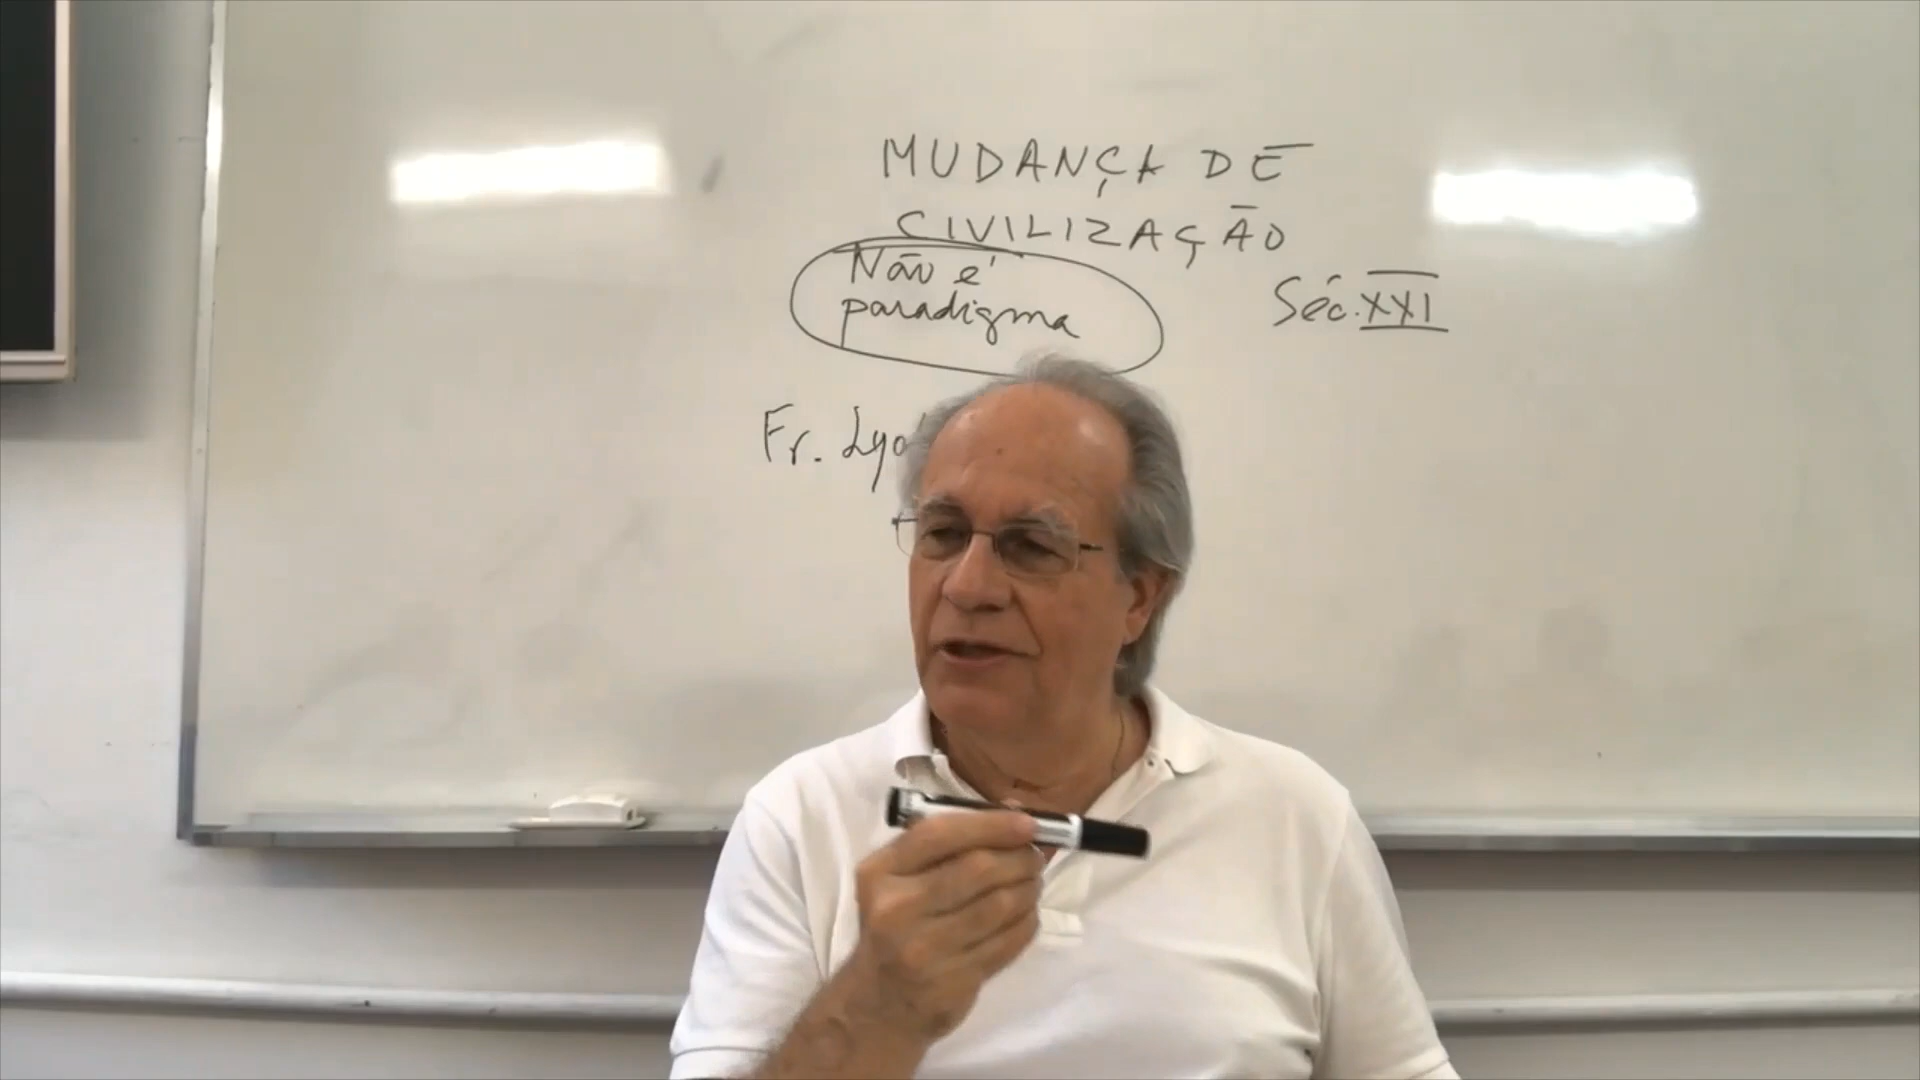 MUDANÇA DE
CIVILIZAÇÃO
Não é
paradigma
Séc. XXI
Fr.